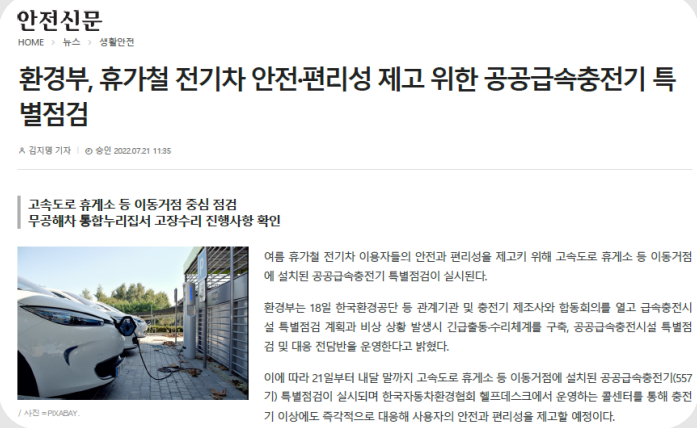 안전신문
HOME > 뉴스 > 생활안전
환경부, 휴가철 전기차 안전·편리성 제고 위한 공공급속충전기 특
별점검
김지명 기자 | 승인 2022.07.21 11:35
고속도로 휴게소 등 이동거점 중심 점검
무공해차 통합누리집서 고장수리 진행사항 확인
여름 휴가철 전기차 이용자들의 안전과 편리성을 제고키 위해 고속도로 휴게소 등 이동거점
에 설치된 공공급속충전기 특별점검이 실시된다.
환경부는 18일 한국환경공단 등 관계기관 및 충전기 제조사와 합동회의를 열고 급속충전시
설 특별점검 계획과 비상 상황 발생시 긴급출동·수리체계를 구축, 공공급속충전시설 특별점
검 및 대응 전담반을 운영한다고 밝혔다.
이에 따라 21일부터 내달 말까지 고속도로 휴게소 등 이동거점에 설치된 공공급속충전기(557
기) 특별점검이 실시되며 한국자동차환경협회 헬프데스크에서 운영하는 콜센터를 통해 충전
기 이상에도 즉각적으로 대응해 사용자의 안전과 편리성을 제고할 예정이다.
/ 사진 =PIXABAY.